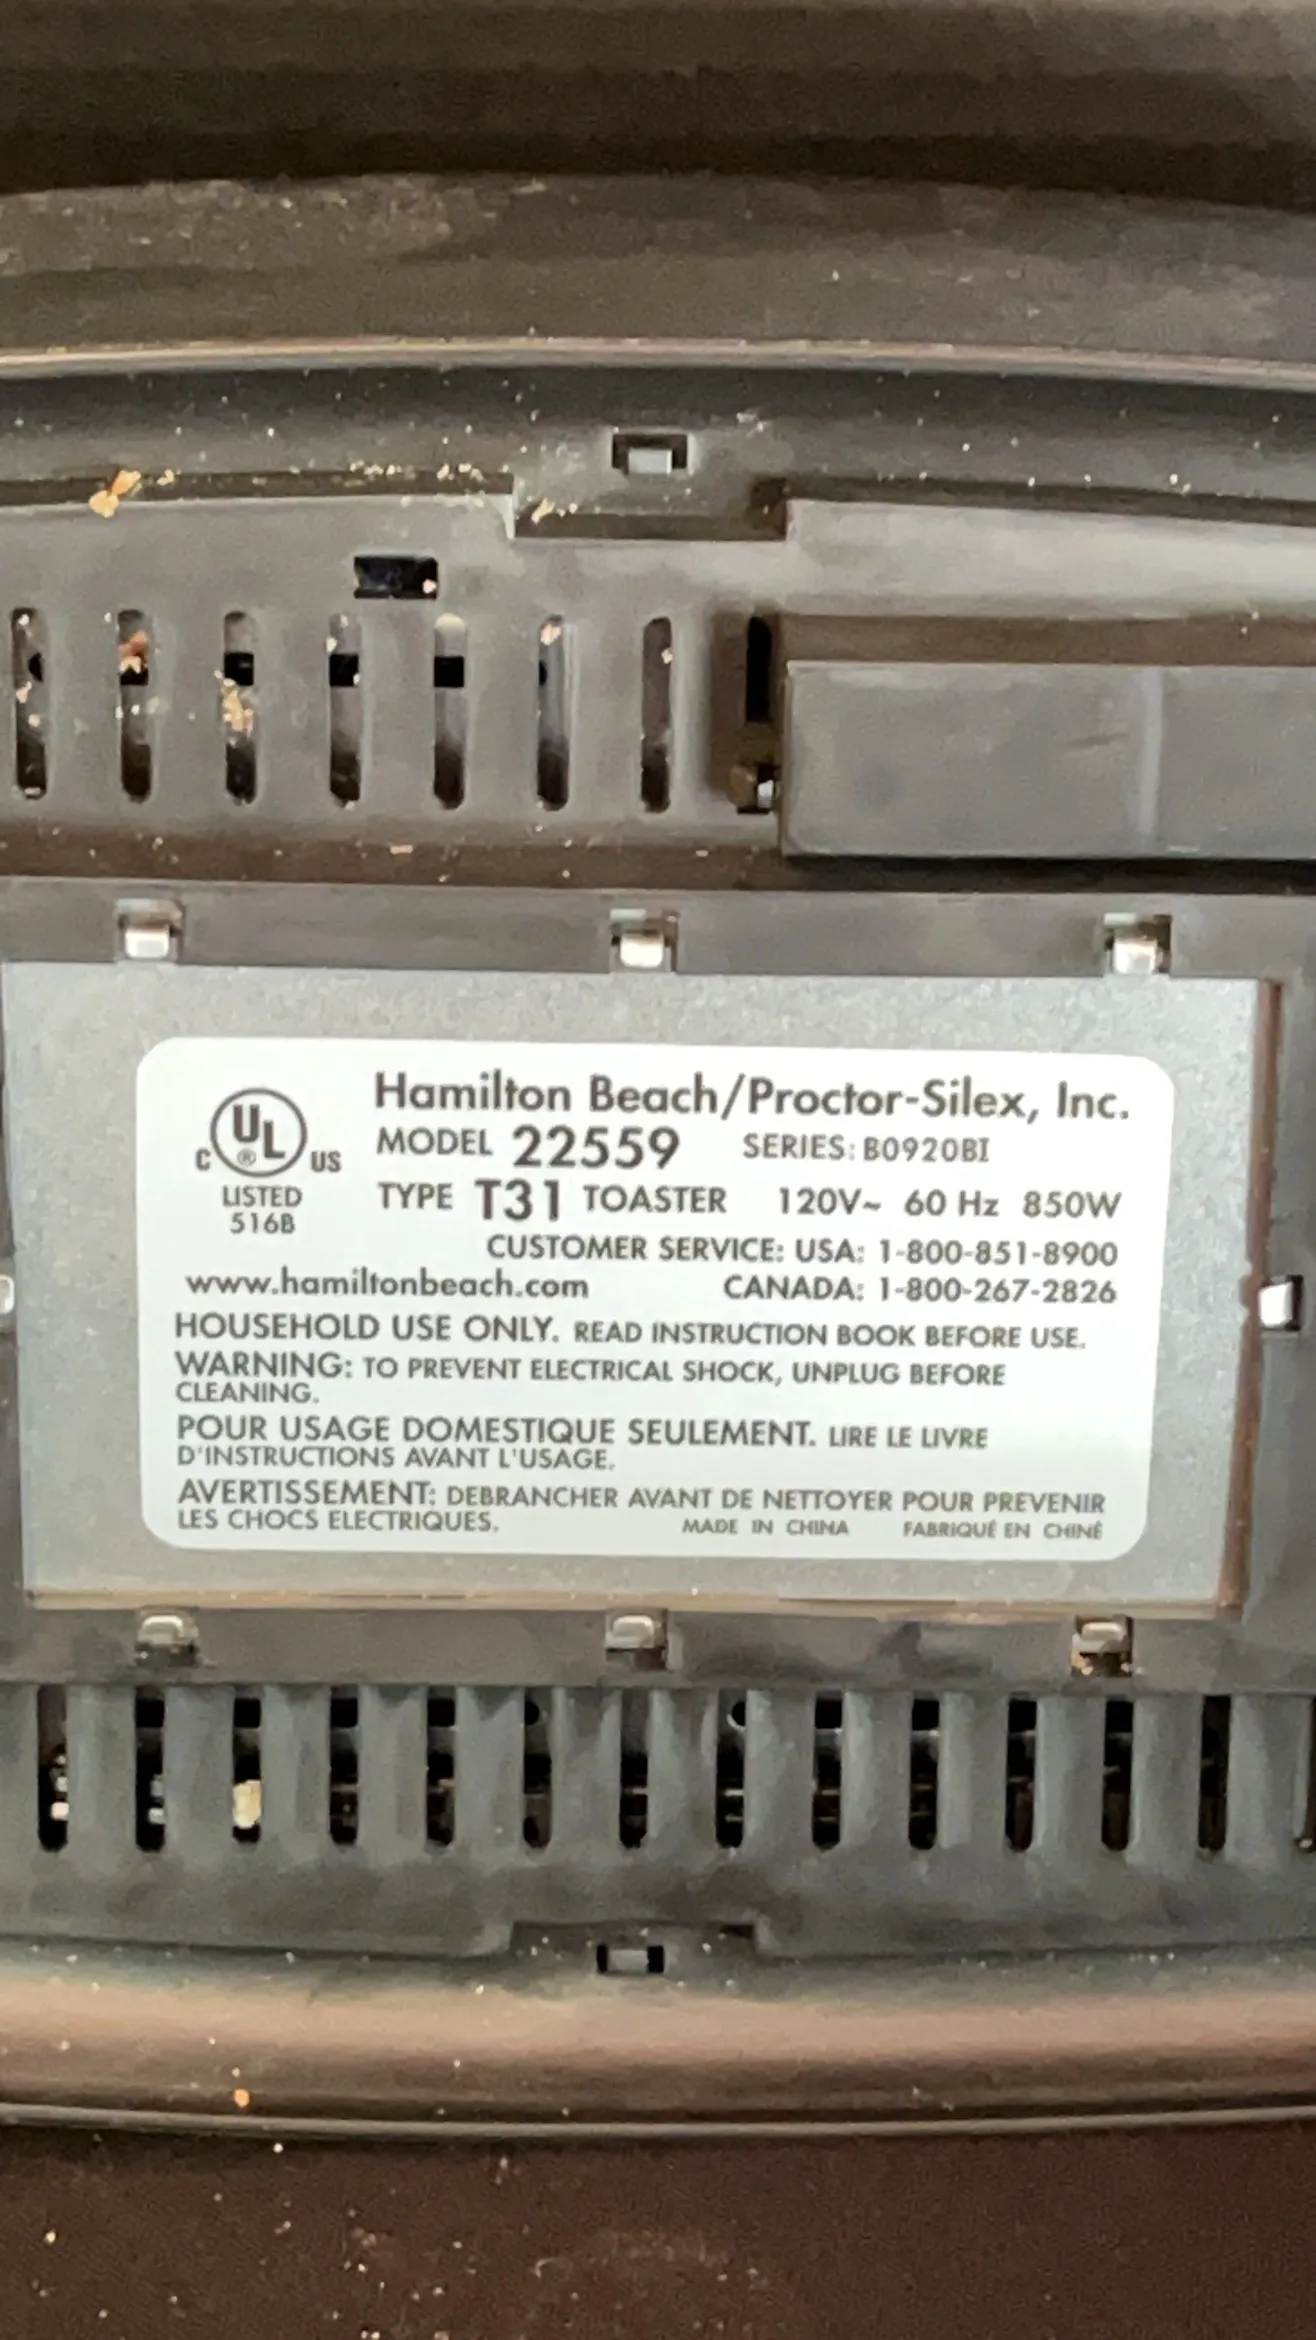 Hamilton Beach/Proctor-Silex, Inc.
C UL ® US
MODEL 22559 SERIES: B0920BI
LISTED
516B
TYPE T31 TOASTER 120V~ 60 Hz 850W
CUSTOMER SERVICE: USA: 1-800-851-8900
www.hamiltonbeach.com CANADA: 1-800-267-2826
HOUSEHOLD USE ONLY. READ INSTRUCTION BOOK BEFORE USE.
WARNING: TO PREVENT ELECTRICAL SHOCK, UNPLUG BEFORE
CLEANING.
POUR USAGE DOMESTIQUE SEULEMENT. LIRE LE LIVRE
D'INSTRUCTIONS AVANT L'USAGE.
AVERTISSEMENT: DEBRANCHER AVANT DE NETTOYER POUR PREVENIR
LES CHOCS ELECTRIQUES. MADE IN CHINA FABRIQUÉ EN CHINÉ